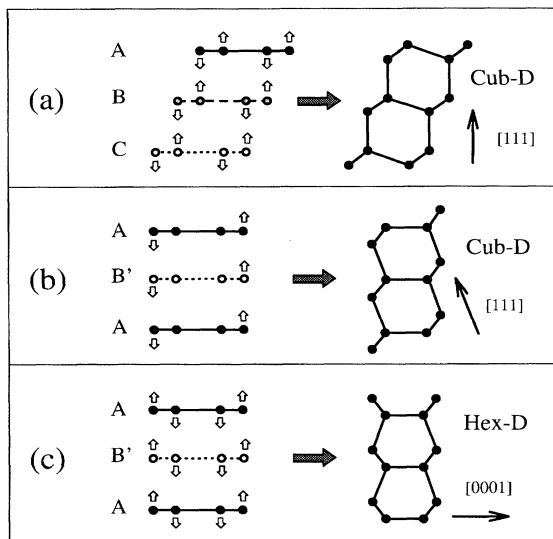 A
(a)
B
Cub-D
C
[111]
A
(b)
B'
Cub-D
[111]
A
A
(c)
B'
Hex-D
[0001]
A